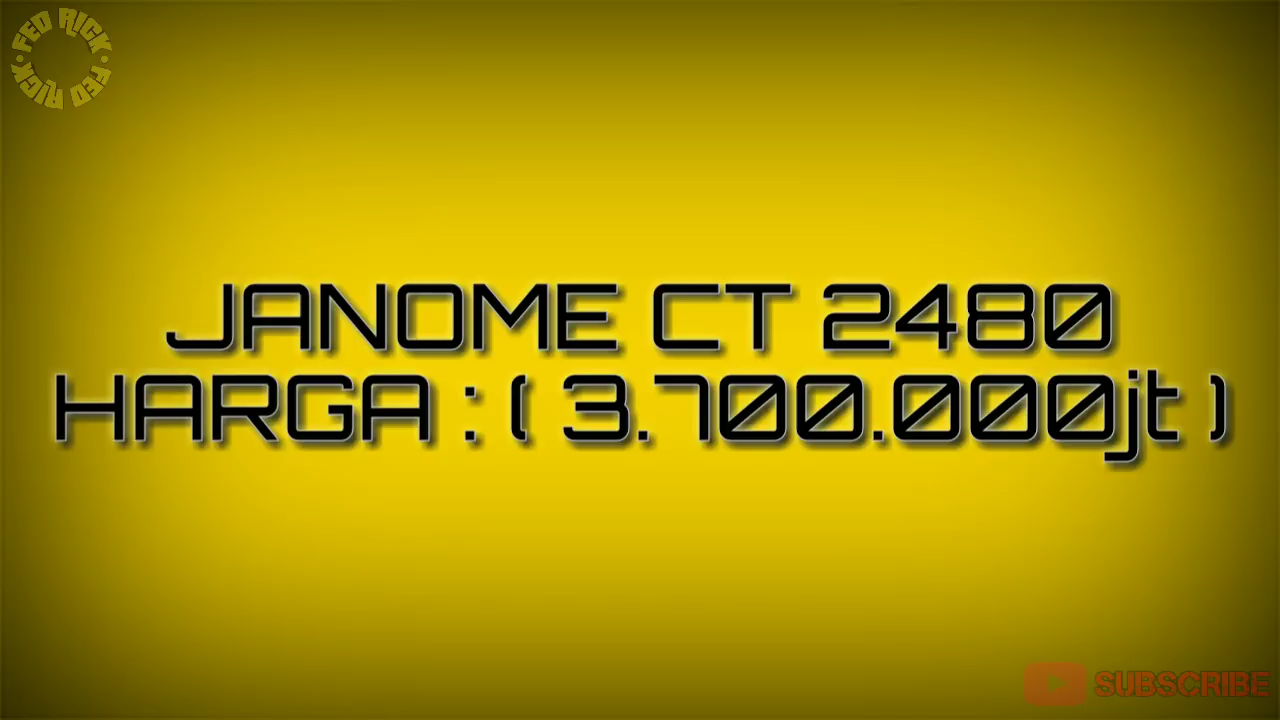 FED RICK • FED RICK •
JANOME CT 2480
HARGA : ( 3.700.000jt )
SUBSCRIBE